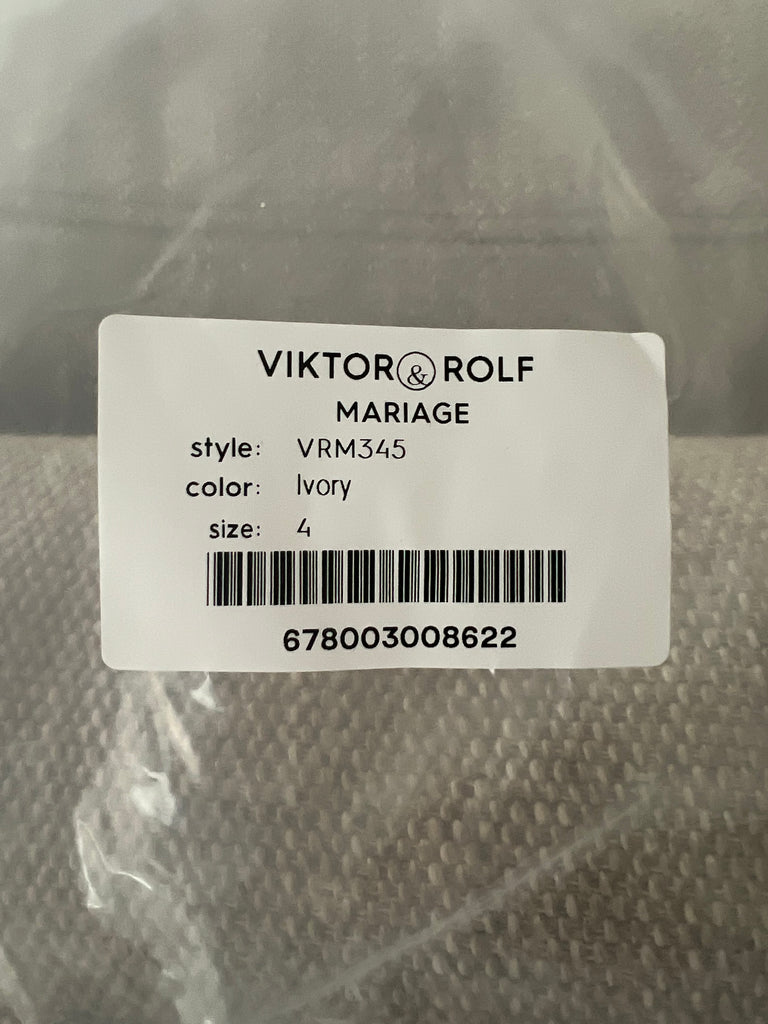 VIKTOR & ROLF
MARIAGE
style: VRM345
color: Ivory
size: 4
678003008622